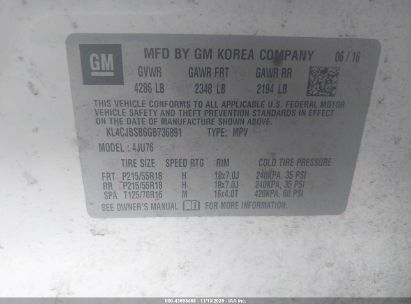 GM
MFD BY GM KOREA COMPANY 06/16
GVWR GAWR FRT GAWR RR
4286 LB 2348 LB 2194 LB
THIS VEHICLE CONFORMS TO ALL APPLICABLE U.S. FEDERAL MOTOR
VEHICLE SAFETY, BUMPER, AND THEFT PREVENTION STANDARDS IN
EFFECT ON THE DATE OF MANUFACTURE SHOWN ABOVE.
KL4CJBSB6GB736891 TYPE: MPV
MODEL: 4JU76
TIRE SIZE SPEED RTG RIM COLD TIRE PRESSURE
FRT P215/55R18 H 18x7.0J 240KPA, 35 PSI
RR P215/55R18 H 18x7.0J 240KPA, 35 PSI
SPA T125/70R16 M 16x4.0T 420KPA, 60 PSI
SEE OWNER'S MANUAL FOR MORE INFORMATION.